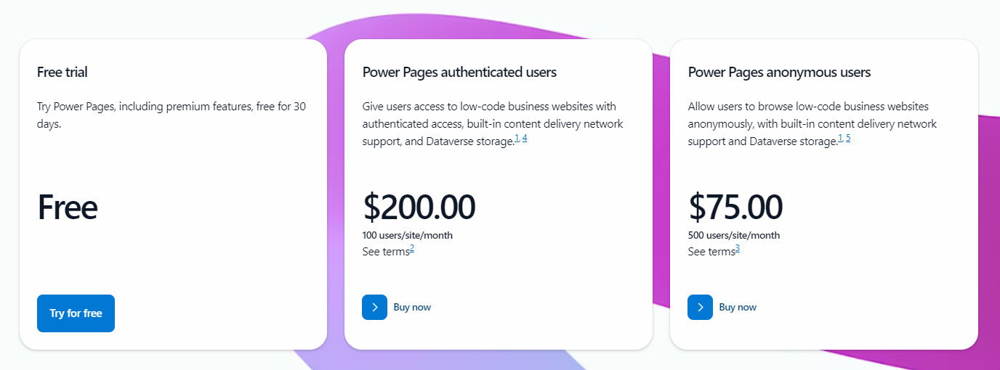 Free trial
Try Power Pages, including premium features, free for 30
days.
Free
Try for free
Power Pages authenticated users
Give users access to low-code business websites with
authenticated access, built-in content delivery network
support, and Dataverse storage.1, 4
$200.00
100 users/site/month
See terms2
Buy now
Power Pages anonymous users
Allow users to browse low-code business websites
anonymously, with built-in content delivery network
support and Dataverse storage.1, 5
$75.00
500 users/site/month
See terms3
Buy now